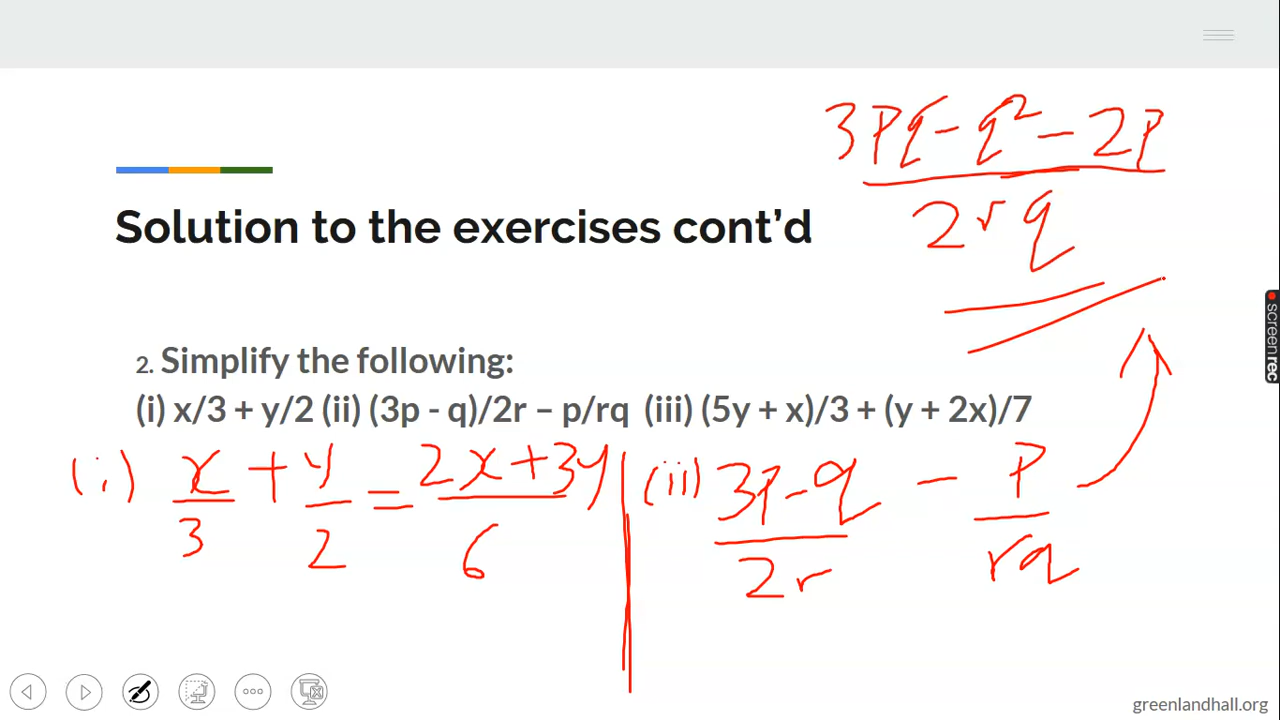 3pq - q² - 2p
2rq
Solution to the exercises cont’d
2. Simplify the following:
(i) x/3 + y/2 (ii) (3p - q)/2r – p/rq (iii) (5y + x)/3 + (y + 2x)/7
(i) x/3 + y/2 = 2x+3y/6 (ii) 3p-q/2r - p/rq
greenlandhall.org
screenrec